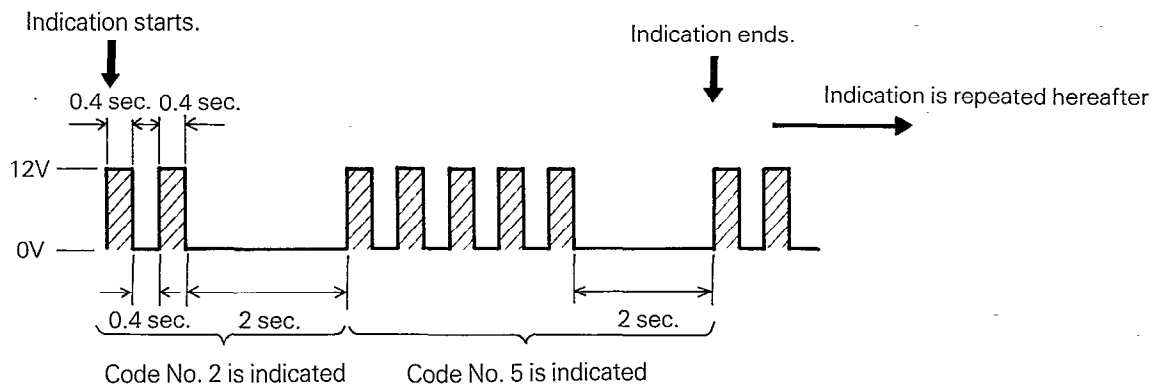 Indication starts.
Indication ends.
0.4 sec. 0.4 sec.
Indication is repeated hereafter
12V
0V
0.4 sec. 2 sec.
2 sec.
Code No. 2 is indicated
Code No. 5 is indicated